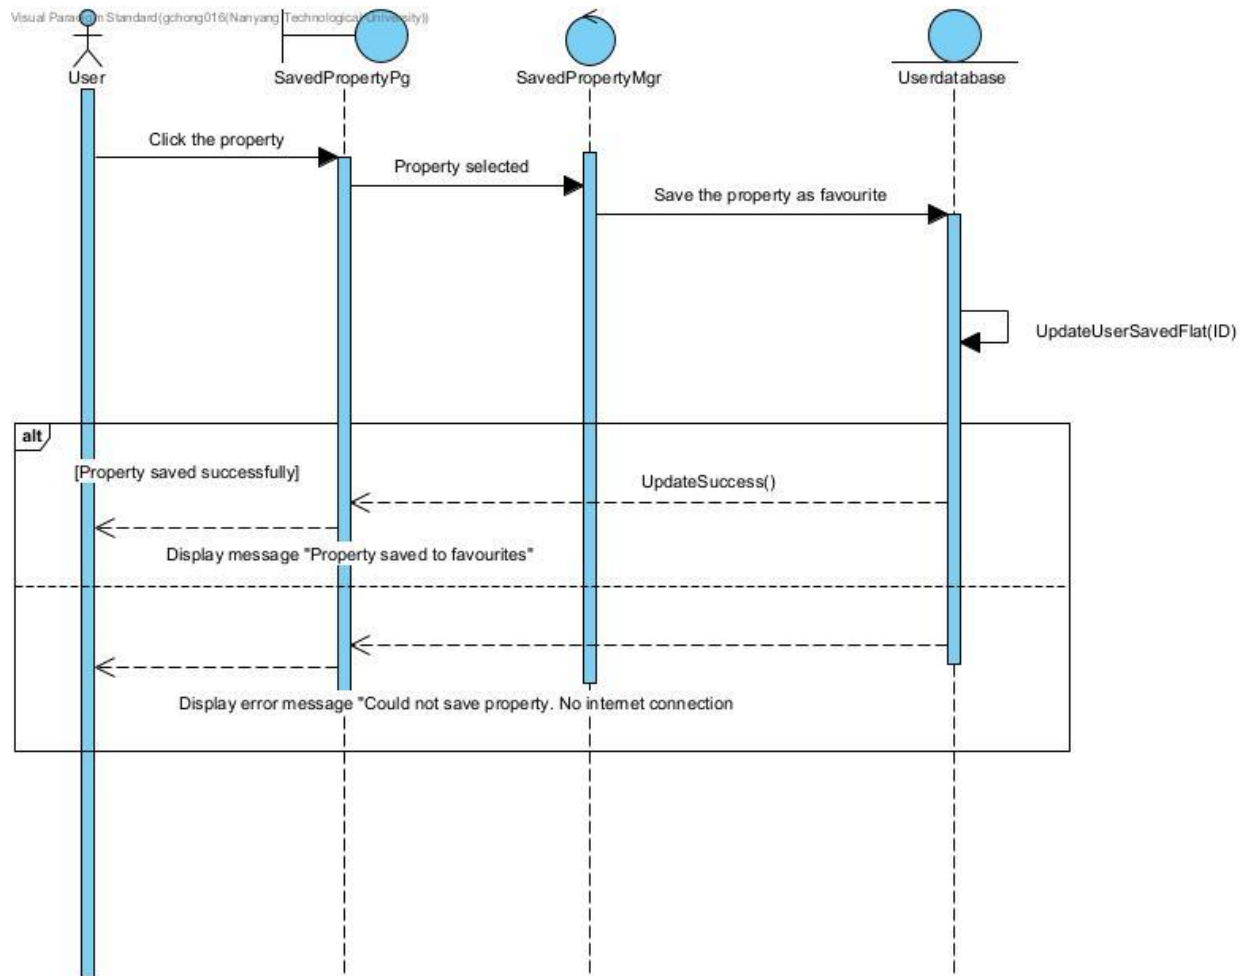 Visual Paradigm Standard(gchong016(Nanyang Technological University))
User
SavedPropertyPg
SavedPropertyMgr
Userdatabase
Click the property
Property selected
Save the property as favourite
UpdateUserSavedFlat(ID)
alt
[Property saved successfully]
UpdateSuccess()
Display message "Property saved to favourites"
Display error message "Could not save property. No internet connection